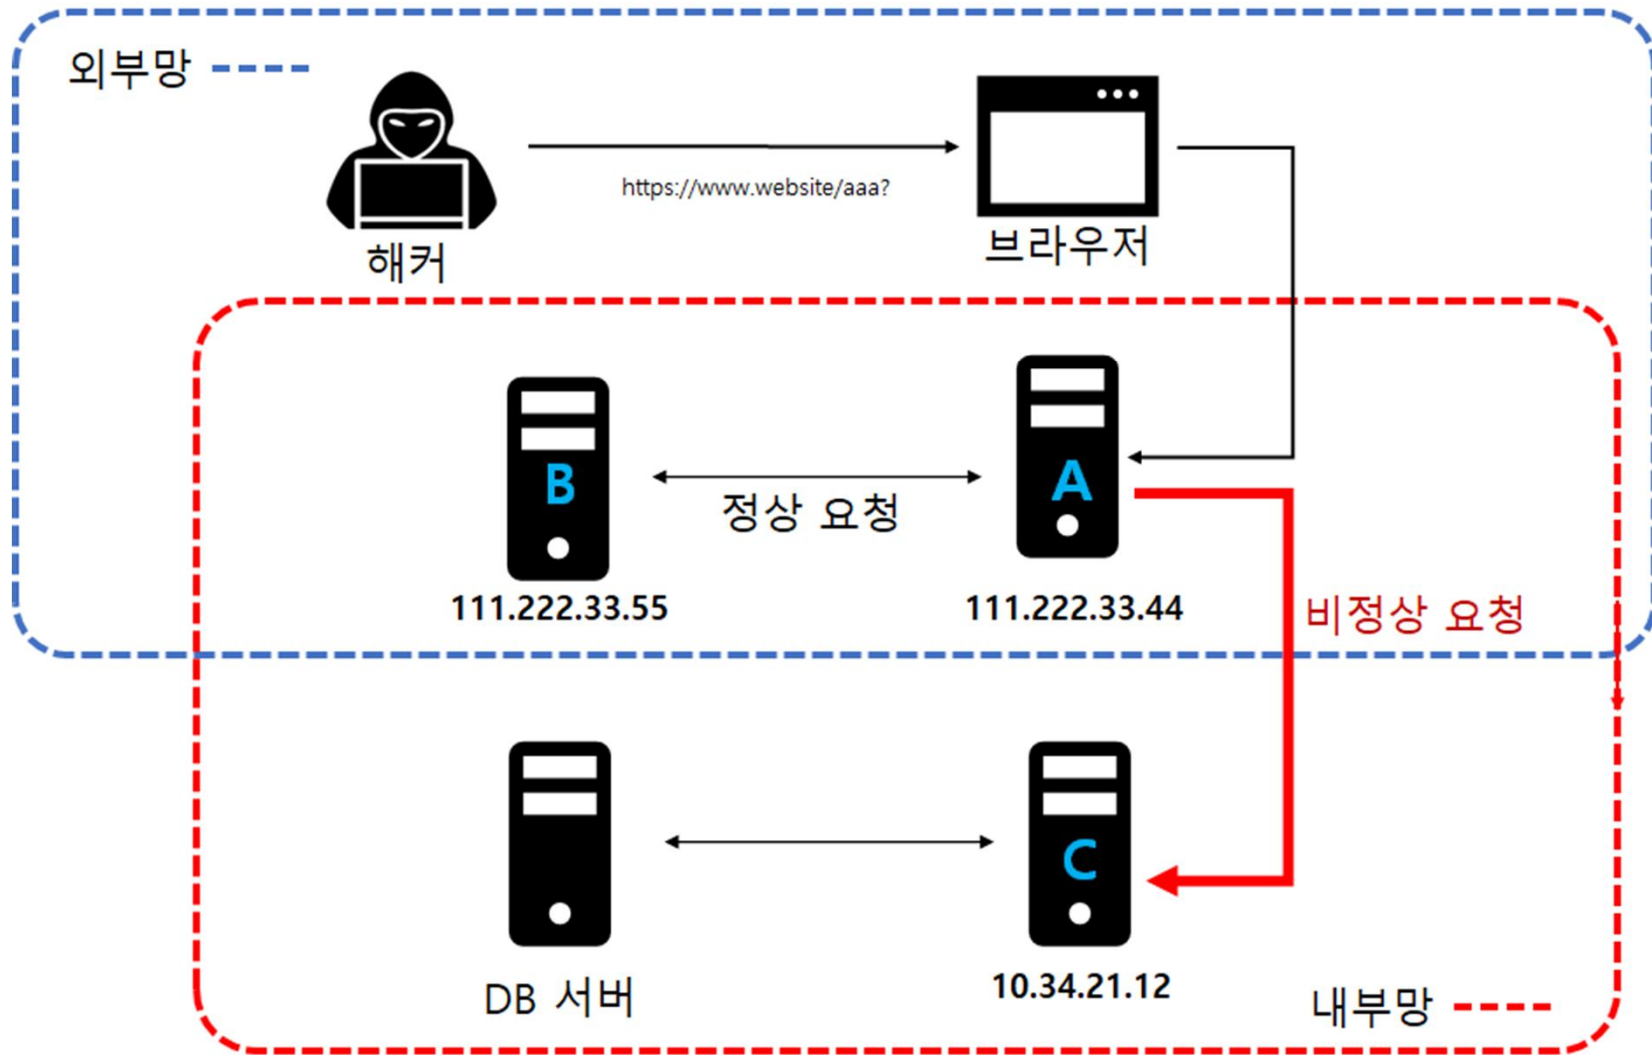 외부망
https://www.website/aaa?
해커
브라우저
B
A
정상 요청
111.222.33.55
111.222.33.44
비정상 요청
C
DB 서버
10.34.21.12
내부망